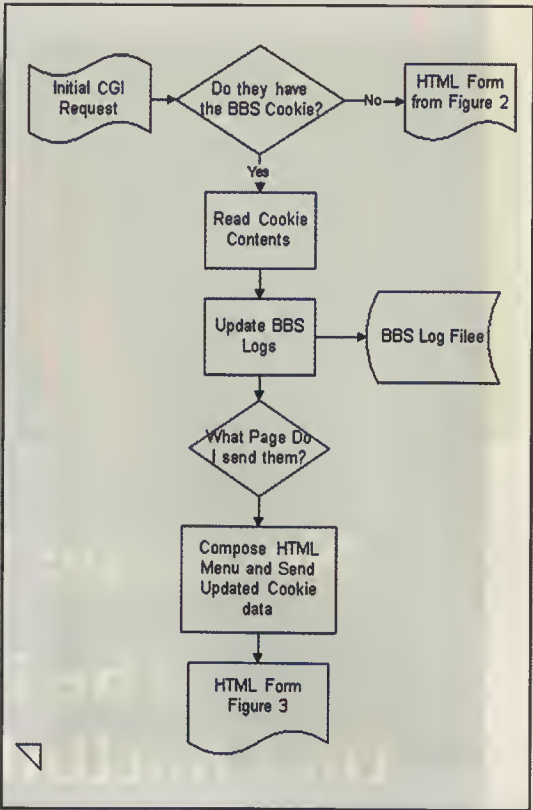 Initial CGI
Request
Do they have
the BBS Cookie?
No
HTML Form
from Figure 2
Yes
Read Cookie
Contents
Update BBS
Logs
BBS Log Filee
What Page Do
I send them?
Compose HTML
Menu and Send
Updated Cookie
data
HTML Form
Figure 3